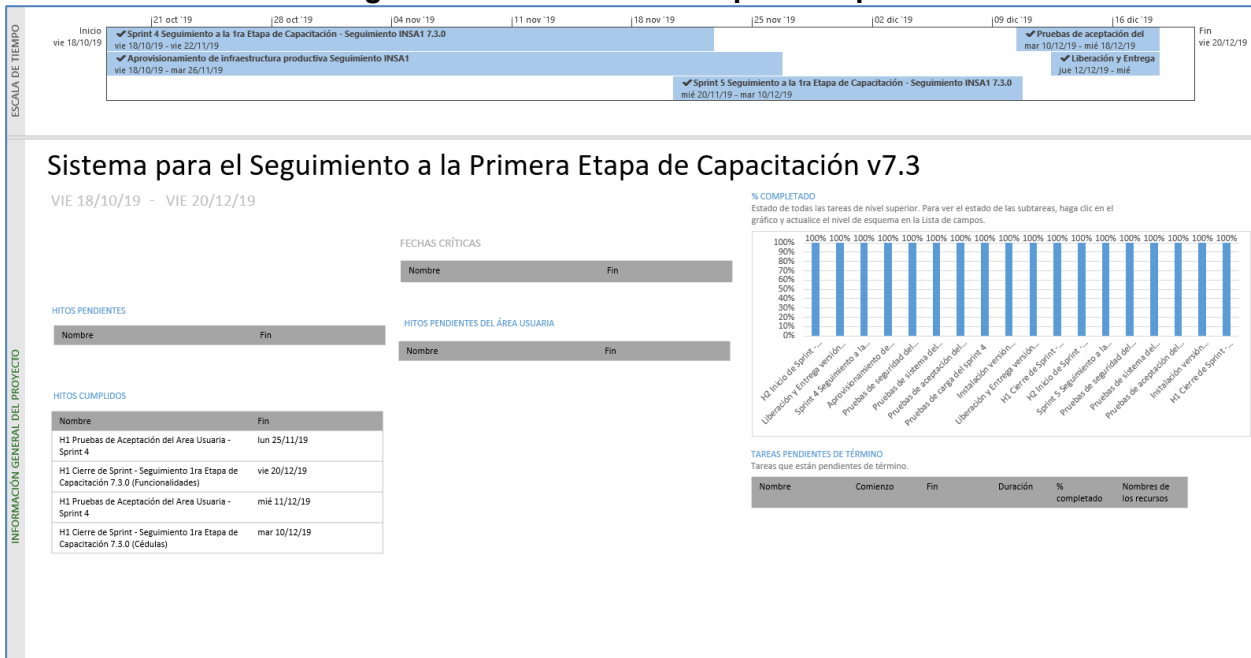 21 oct '19
28 oct '19
04 nov '19
11 nov '19
18 nov '19
25 nov '19
02 dic '19
09 dic '19
16 dic '19
ESCALA DE TIEMPO
Inicio
vie 18/10/19
✔Sprint 4 Seguimiento a la 1ra Etapa de Capacitación - Seguimiento INSA1 7.3.0
vie 18/10/19 - vie 22/11/19
✔Pruebas de aceptación del
mar 10/12/19 - mié 18/12/19
Fin
vie 20/12/19
✔Aprovisionamiento de infraestructura productiva Seguimiento INSA1
vie 18/10/19 - mar 26/11/19
✔Liberación y Entrega
jue 12/12/19 - mié
✔Sprint 5 Seguimiento a la 1ra Etapa de Capacitación - Seguimiento INSA1 7.3.0
mié 20/11/19 - mar 10/12/19
INFORMACIÓN GENERAL DEL PROYECTO
Sistema para el Seguimiento a la Primera Etapa de Capacitación v7.3
VIE 18/10/19 - VIE 20/12/19
FECHAS CRÍTICAS
Nombre Fin
HITOS PENDIENTES
Nombre Fin
HITOS PENDIENTES DEL ÁREA USUARIA
Nombre Fin
HITOS CUMPLIDOS
Nombre Fin
H1 Pruebas de Aceptación del Area Usuaria - lun 25/11/19
Sprint 4
H1 Cierre de Sprint - Seguimiento 1ra Etapa de vie 20/12/19
Capacitación 7.3.0 (Funcionalidades)
H1 Pruebas de Aceptación del Area Usuaria - mié 11/12/19
Sprint 4
H1 Cierre de Sprint - Seguimiento 1ra Etapa de mar 10/12/19
Capacitación 7.3.0 (Cédulas)
% COMPLETADO
Estado de todas las tareas de nivel superior. Para ver el estado de las subtareas, haga clic en el
gráfico y actualice el nivel de esquema en la Lista de campos.
100% 100% 100% 100% 100% 100% 100% 100% 100% 100% 100% 100% 100% 100% 100% 100%
100%
90%
80%
70%
60%
50%
40%
30%
20%
10%
0%
H2 Inicio de Sprint -...
Liberación y Entrega versión...
Sprint 4 Seguimiento a la...
Aprovisionamiento de...
Pruebas de seguridad del...
Pruebas de sistema del...
Pruebas de aceptación del...
Pruebas de carga del sprint 4
Instalación versión...
Liberación y Entrega versión...
H1 Cierre de Sprint -...
H2 Inicio de Sprint -...
Sprint 5 Seguimiento a la...
Pruebas de seguridad del...
Pruebas de sistema del...
Pruebas de aceptación del...
Instalación versión...
H1 Cierre de Sprint -...
TAREAS PENDIENTES DE TÉRMINO
Tareas que están pendientes de término.
Nombre Comienzo Fin Duración % Nombres de
completado los recursos